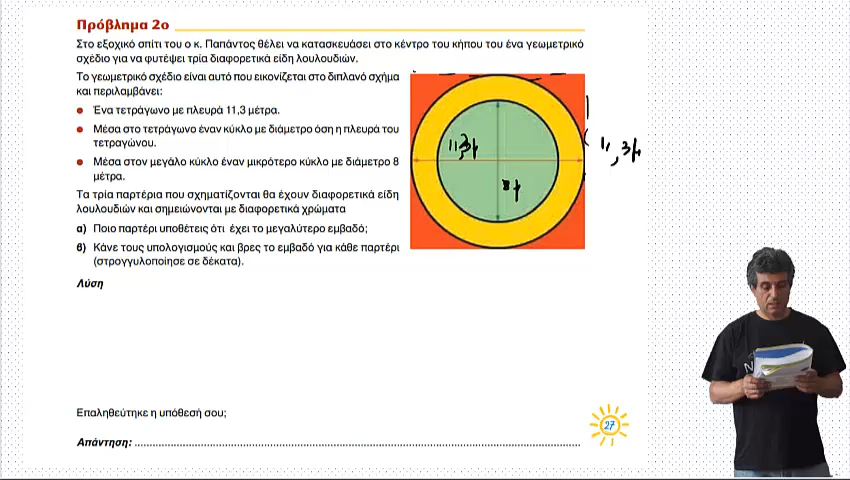 Πρόβλημα 2ο
Στο εξοχικό σπίτι του ο κ. Παπάντος θέλει να κατασκευάσει στο κέντρο του κήπου του ένα γεωμετρικό
σχέδιο για να φυτέψει τρία διαφορετικά είδη λουλουδιών.
Το γεωμετρικό σχέδιο είναι αυτό που εικονίζεται στο διπλανό σχήμα
και περιλαμβάνει:
● Ένα τετράγωνο με πλευρά 11,3 μέτρα.
● Μέσα στο τετράγωνο έναν κύκλο με διάμετρο όση η πλευρά του
τετραγώνου.
● Μέσα στον μεγάλο κύκλο έναν μικρότερο κύκλο με διάμετρο 8
μέτρα.
Τα τρία παρτέρια που σχηματίζονται θα έχουν διαφορετικά είδη
λουλουδιών και σημειώνονται με διαφορετικά χρώματα
α) Ποιο παρτέρι υποθέτεις ότι έχει το μεγαλύτερο εμβαδό;
β) Κάνε τους υπολογισμούς και βρες το εμβαδό για κάθε παρτέρι
(στρογγυλοποίησε σε δέκατα).
11,3μ
8μ
11,3μ
Λύση
Επαληθεύτηκε η υπόθεσή σου;
27
Απάντηση: